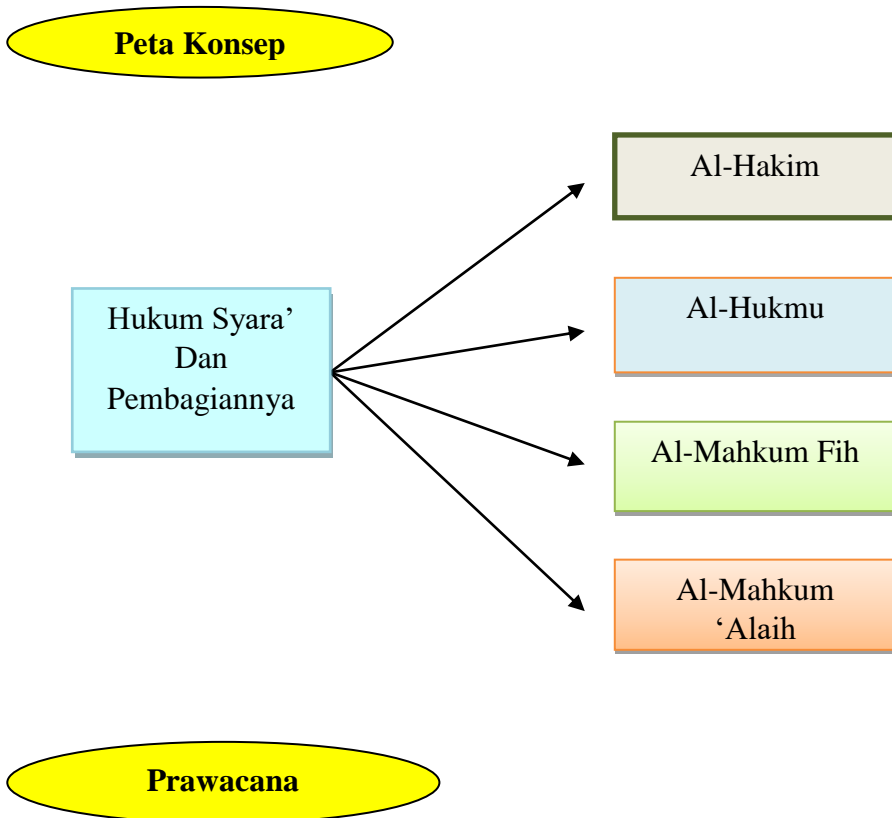 Peta Konsep
Hukum Syara’
Dan
Pembagiannya
Al-Hakim
Al-Hukmu
Al-Mahkum Fih
Al-Mahkum
‘Alaih
Prawacana